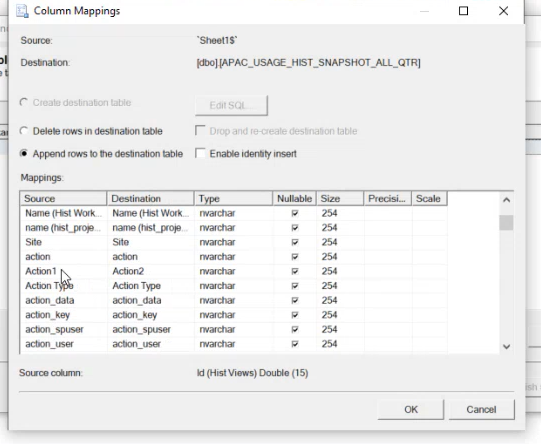 Column Mappings
Source: `Sheet1$`
Destination: [dbo].[APAC_USAGE_HIST_SNAPSHOT_ALL_QTR]
Create destination table Edit SQL...
Delete rows in destination table Drop and re-create destination table
Append rows to the destination table Enable identity insert
Mappings:
Source Destination Type Nullable Size Precisi... Scale
Name (Hist Work... Name (Hist Work... nvarchar 254
name (hist_proje... name (hist_proje... nvarchar 254
Site Site nvarchar 254
action action nvarchar 254
Action1 Action2 nvarchar 254
Action Type Action Type nvarchar 254
action_data action_data nvarchar 254
action_key action_key nvarchar 254
action_spuser action_spuser nvarchar 254
action_user action_user nvarchar 254
Source column: Id (Hist Views) Double (15)
OK Cancel